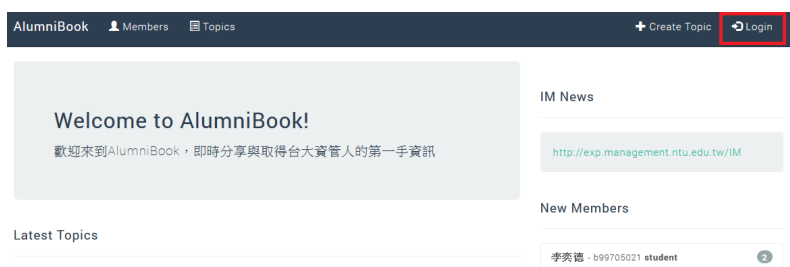 AlumniBook Members Topics Create Topic Login
Welcome to AlumniBook!
歡迎來到AlumniBook,即時分享與取得台大資管人的第一手資訊
Latest Topics
IM News
http://exp.management.ntu.edu.tw/IM
New Members
李奕德 - b99705021 student 2